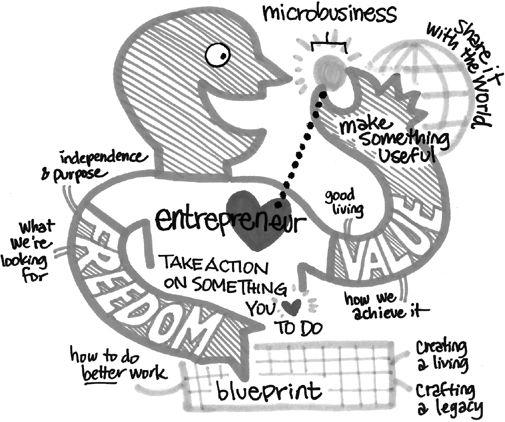 microbusiness
share it
with the world
make
something
useful
independence
& purpose
good
living
entrepreneur
what
we're
looking
for
FREEDOM
VALUE
TAKE ACTION
ON SOMETHING
YOU ♥
TO DO
how we
achieve it
how to do
better work
blueprint
creating
a living
crafting
a legacy